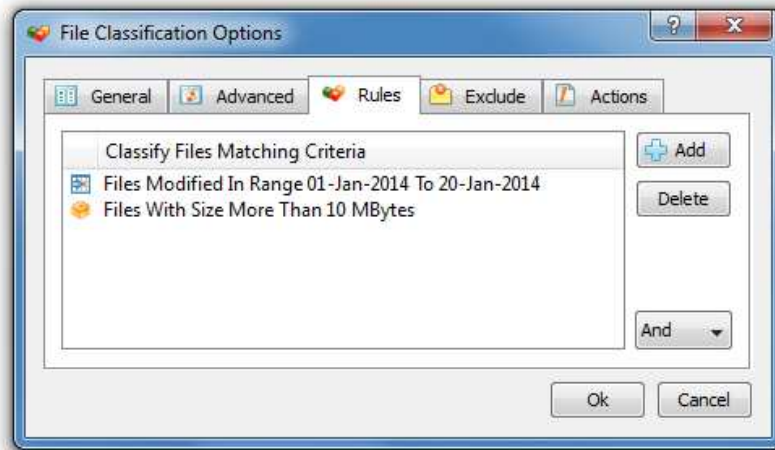 File Classification Options
General Advanced Rules Exclude Actions
Classify Files Matching Criteria
Add
Files Modified In Range 01-Jan-2014 To 20-Jan-2014
Files With Size More Than 10 MBytes
Delete
And
Ok Cancel